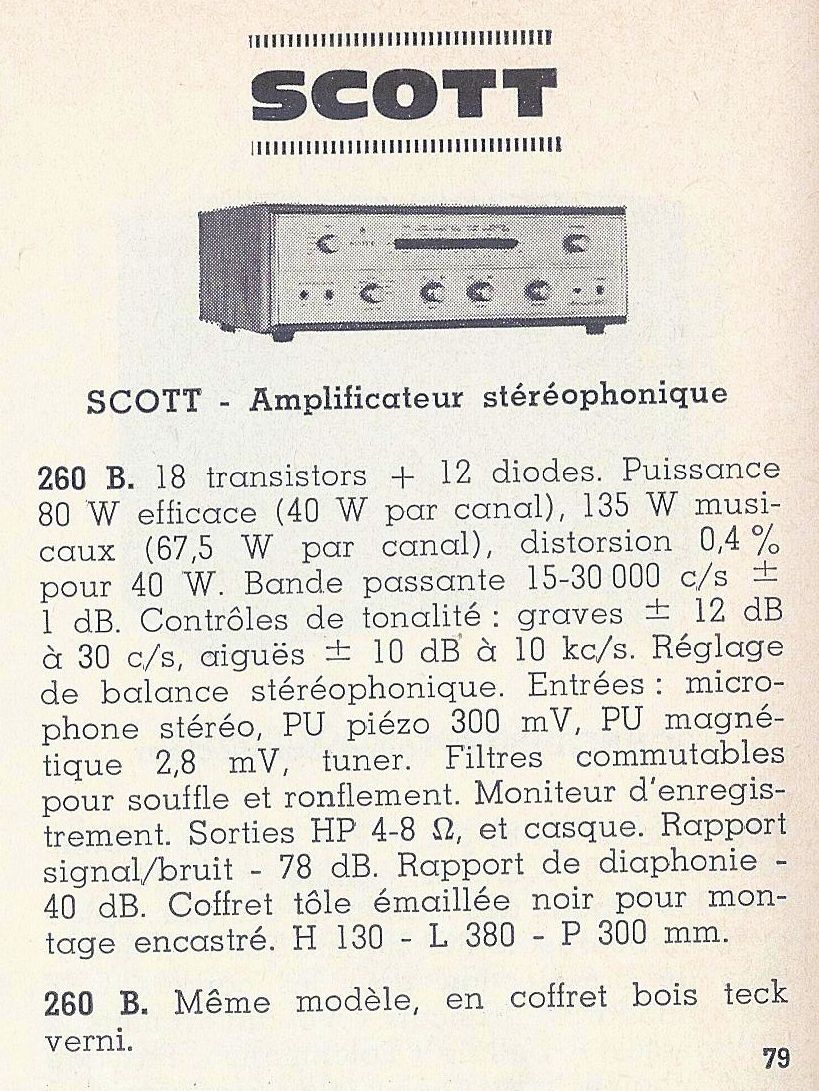 SCOTT
SCOTT - Amplificateur stéréophonique
260 B. 18 transistors + 12 diodes. Puissance
80 W efficace (40 W par canal), 135 W musi-
caux (67,5 W par canal), distorsion 0,4 %
pour 40 W. Bande passante 15-30 000 c/s ±
1 dB. Contrôles de tonalité : graves ± 12 dB
à 30 c/s, aiguës ± 10 dB à 10 kc/s. Réglage
de balance stéréophonique. Entrées : micro-
phone stéréo, PU piézo 300 mV, PU magné-
tique 2,8 mV, tuner. Filtres commutables
pour souffle et ronflement. Moniteur d'enregis-
trement. Sorties HP 4-8 Ω, et casque. Rapport
signal/bruit - 78 dB. Rapport de diaphonie -
40 dB. Coffret tôle émaillée noir pour mon-
tage encastré. H 130 - L 380 - P 300 mm.
260 B. Même modèle, en coffret bois teck
verni.
79